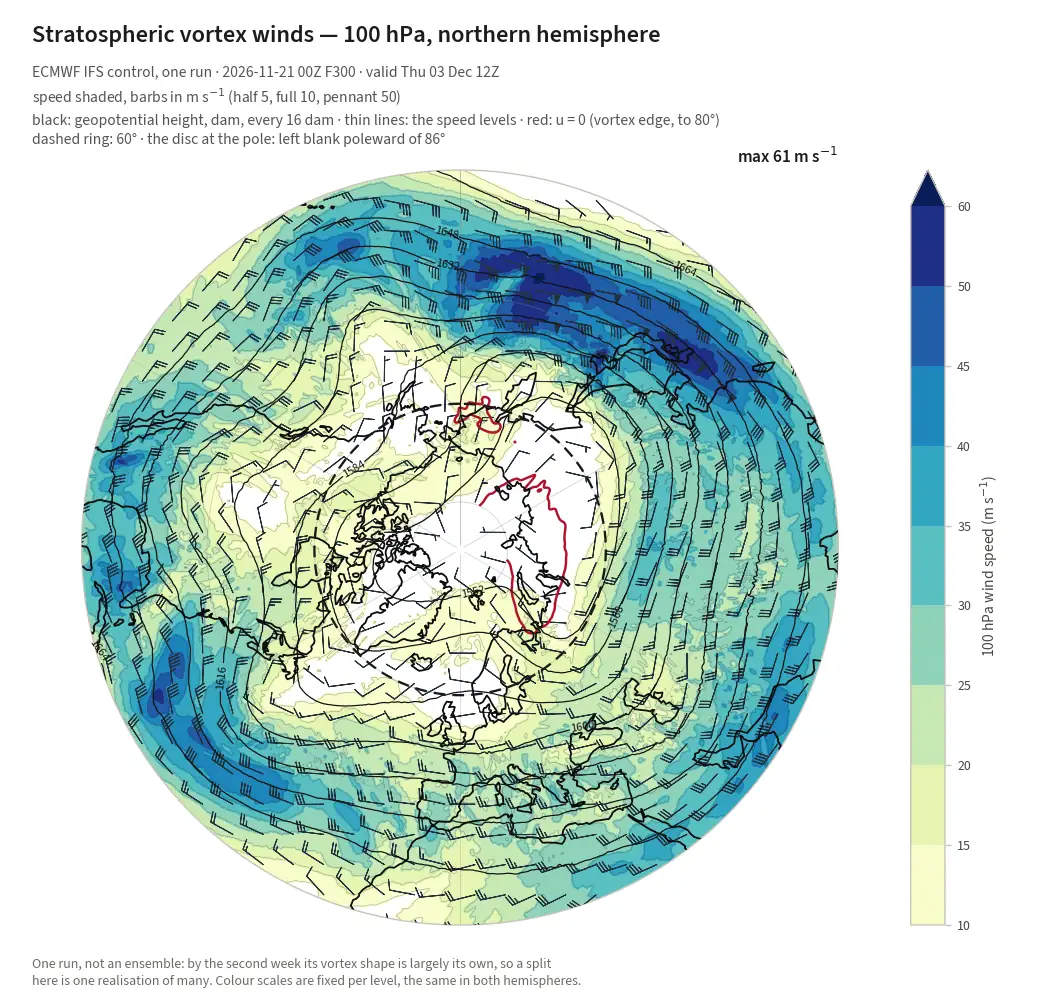 Stratospheric vortex winds — 100 hPa, northern hemisphere
ECMWF IFS control, one run · 2026-11-21 00Z F300 · valid Thu 03 Dec 12Z
speed shaded, barbs in m s⁻¹ (half 5, full 10, pennant 50)
black: geopotential height, dam, every 16 dam · thin lines: the speed levels · red: u = 0 (vortex edge, to 80°)
dashed ring: 60° · the disc at the pole: left blank poleward of 86°
max 61 m s⁻¹
1648
1632
1664
1584
1568
1616
60
50
45
40
35
30
25
20
15
10
100 hPa wind speed (m s⁻¹)
One run, not an ensemble: by the second week its vortex shape is largely its own, so a split
here is one realisation of many. Colour scales are fixed per level, the same in both hemispheres.